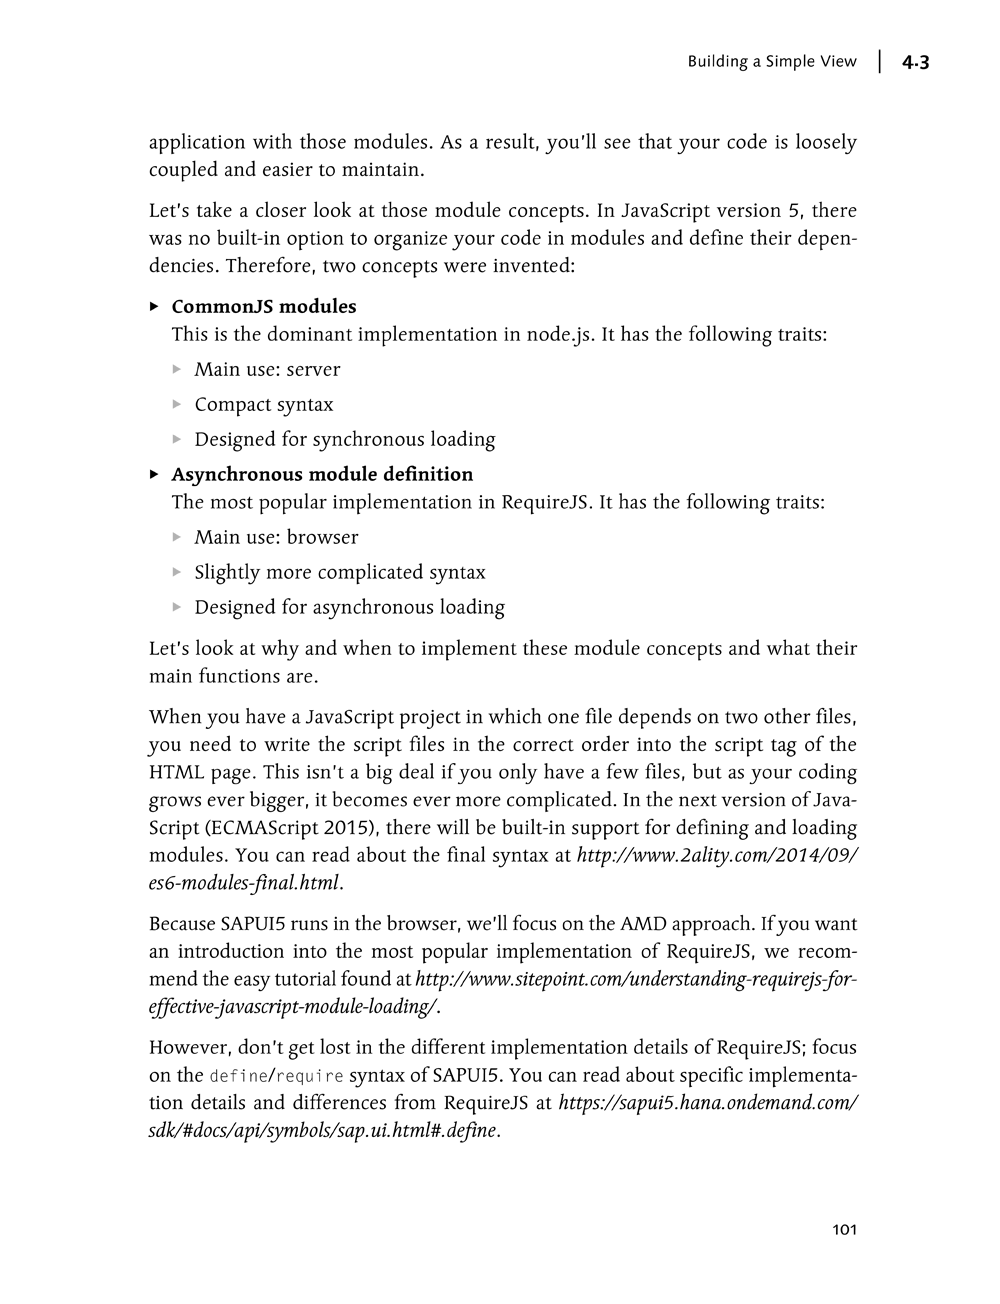 Building a Simple View | 4.3
application with those modules. As a result, you'll see that your code is loosely
coupled and easier to maintain.
Let's take a closer look at those module concepts. In JavaScript version 5, there
was no built-in option to organize your code in modules and define their depen-
dencies. Therefore, two concepts were invented:
▶ CommonJS modules
This is the dominant implementation in node.js. It has the following traits:
▶ Main use: server
▶ Compact syntax
▶ Designed for synchronous loading
▶ Asynchronous module definition
The most popular implementation in RequireJS. It has the following traits:
▶ Main use: browser
▶ Slightly more complicated syntax
▶ Designed for asynchronous loading
Let's look at why and when to implement these module concepts and what their
main functions are.
When you have a JavaScript project in which one file depends on two other files,
you need to write the script files in the correct order into the script tag of the
HTML page. This isn't a big deal if you only have a few files, but as your coding
grows ever bigger, it becomes ever more complicated. In the next version of Java-
Script (ECMAScript 2015), there will be built-in support for defining and loading
modules. You can read about the final syntax at http://www.2ality.com/2014/09/
es6-modules-final.html.
Because SAPUI5 runs in the browser, we'll focus on the AMD approach. If you want
an introduction into the most popular implementation of RequireJS, we recom-
mend the easy tutorial found at http://www.sitepoint.com/understanding-requirejs-for-
effective-javascript-module-loading/.
However, don't get lost in the different implementation details of RequireJS; focus
on the define/require syntax of SAPUI5. You can read about specific implementa-
tion details and differences from RequireJS at https://sapui5.hana.ondemand.com/
sdk/#docs/api/symbols/sap.ui.html#.define.
101